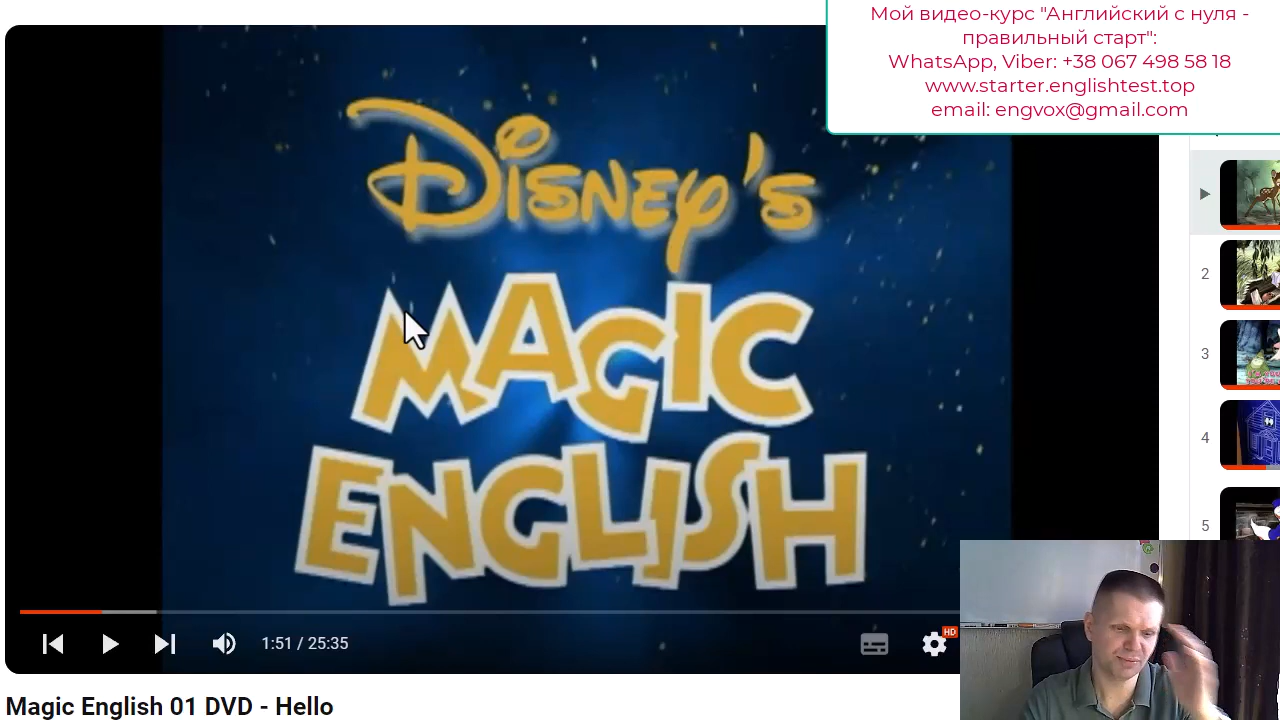 Мой видео-курс "Английский с нуля -
правильный старт":
WhatsApp, Viber: +38 067 498 58 18
www.starter.englishtest.top
email: engvox@gmail.com
Disney's
MAGIC
ENGLISH
2
3
4
5
1:51 / 25:35
HD
Magic English 01 DVD - Hello